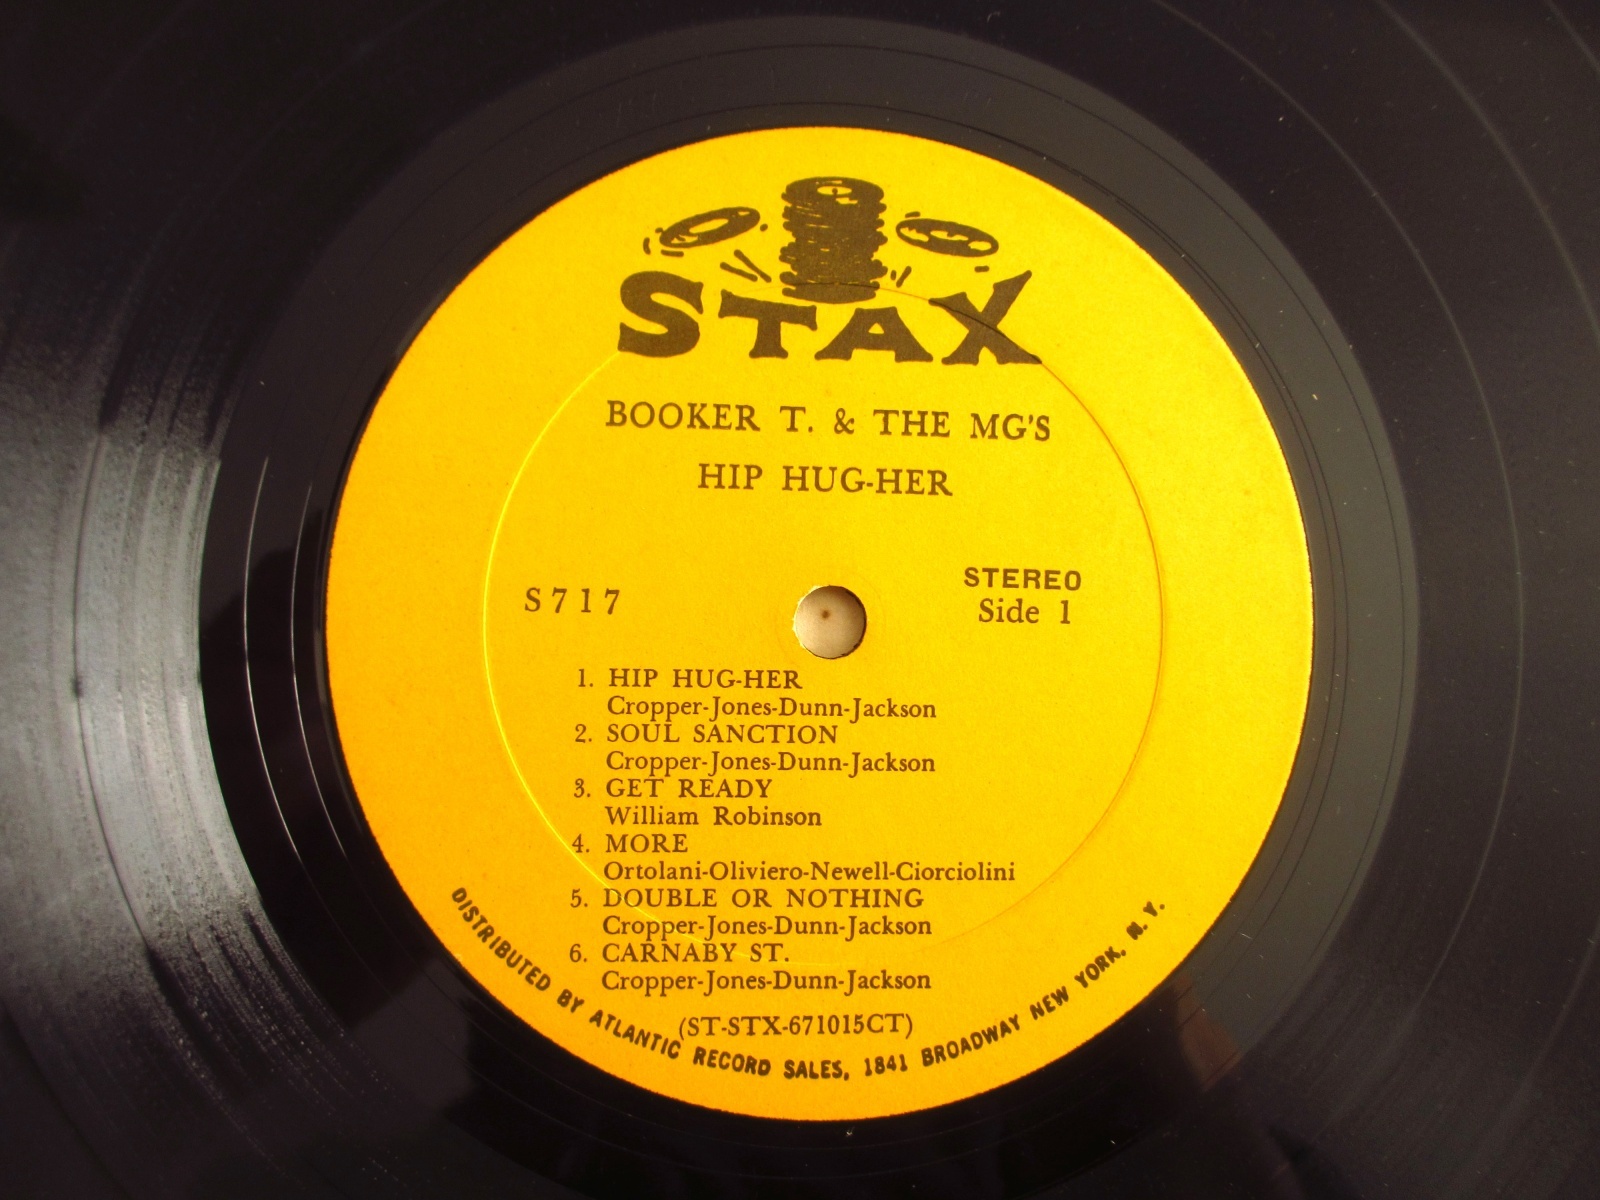 STAX
BOOKER T. & THE MG'S
HIP HUG-HER
S717
STEREO
Side 1
1. HIP HUG-HER
Cropper-Jones-Dunn-Jackson
2. SOUL SANCTION
Cropper-Jones-Dunn-Jackson
3. GET READY
William Robinson
4. MORE
Ortolani-Oliviero-Newell-Ciorciolini
5. DOUBLE OR NOTHING
Cropper-Jones-Dunn-Jackson
6. CARNABY ST.
Cropper-Jones-Dunn-Jackson
(ST-STX-671015CT)
DISTRIBUTED BY ATLANTIC RECORD SALES, 1841 BROADWAY NEW YORK, N. Y.